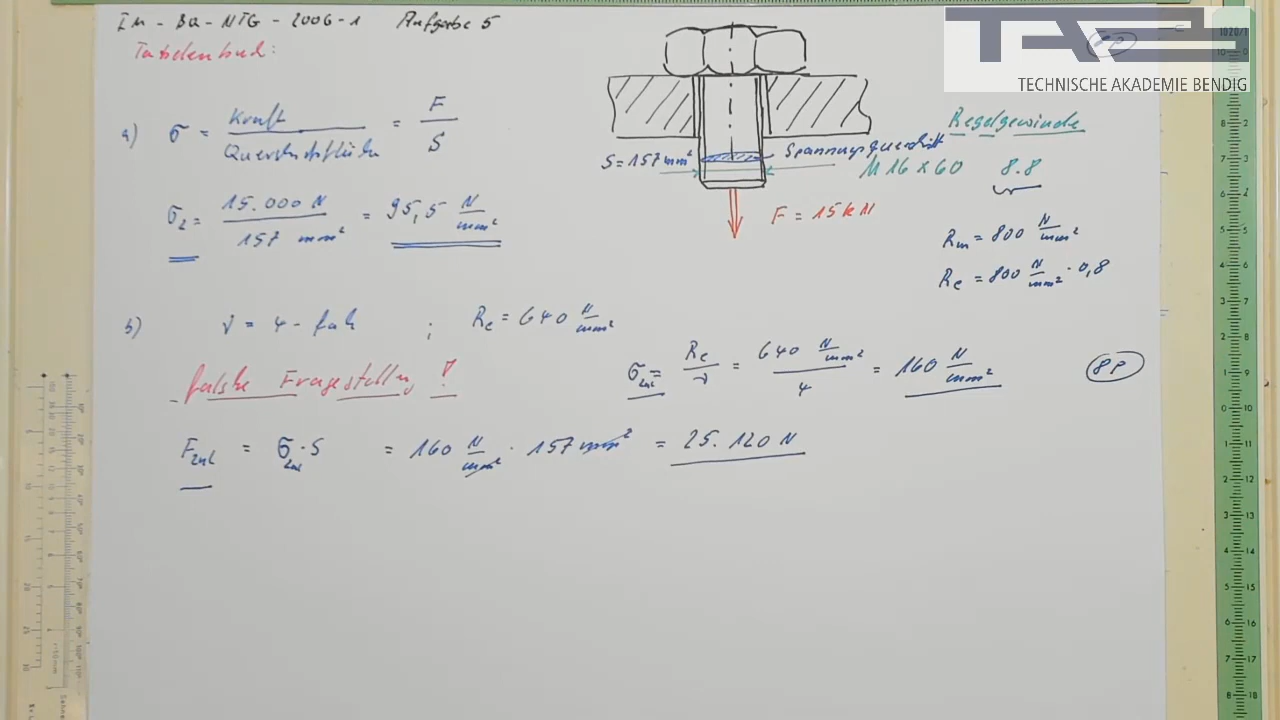 IM - BQ - NTG - 2006 - 1 Aufgabe 5
TAB
TECHNISCHE AKADEMIE BENDIG
Tabellenbuch:
Regelgewinde
M 16 x 60 8.8
a) σ = Kraft / Querschnittsfläche = F / S
S = 157 mm² Spannungsquerschnitt
F = 15 kN
σz = 15.000 N / 157 mm² = 95,5 N/mm²
Rm = 800 N/mm²
Re = 800 N/mm² · 0,8
b) ν = 4 - fach ; Re = 640 N/mm²
falsche Fragestellung !
σzul = Re / ν = 640 N/mm² / 4 = 160 N/mm² 8P
Fzul = σzul · S = 160 N/mm² · 157 mm² = 25.120 N